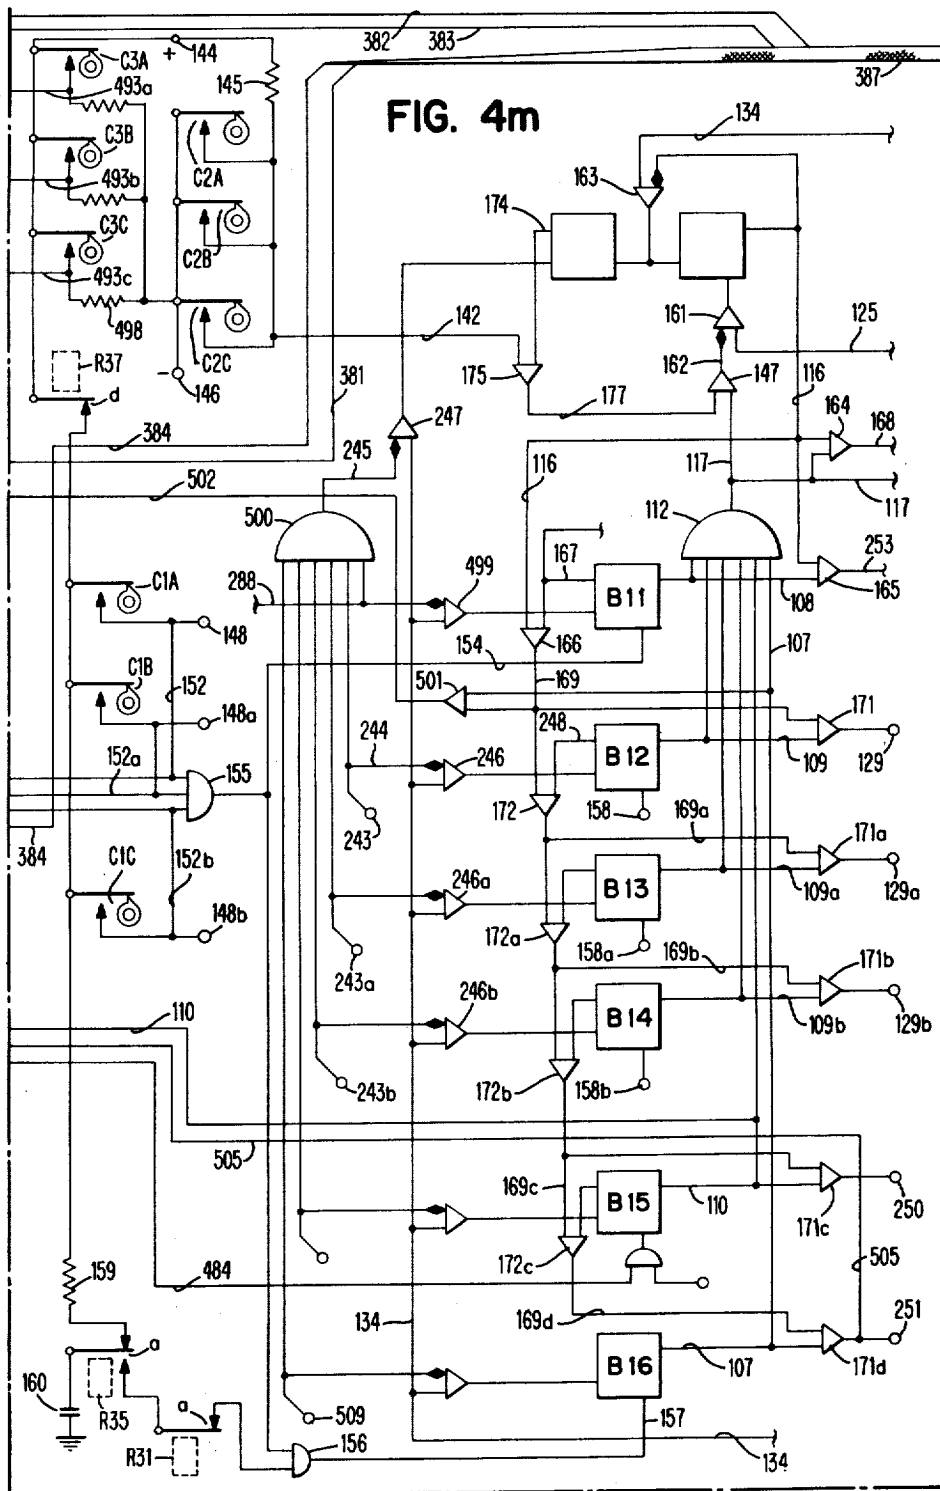 382
383
C3A
+
144
145
387
493a
FIG. 4m
134
C3B
C2A
163
493b
174
C3C
C2B
493c
161
125
498
142
162
C2C
R37
175
147
-
146
381
177
116
d
247
164
168
384
245
116
117
502
117
500
112
253
499
167
C1A
288
B11
165
108
148
154
166
C1B
152
501
169
107
171
148a
244
248
152a
155
246
B12
109
129
243
172
158
169a
384
152b
171a
C1C
246a
B13
109a
129a
148b
172a
158a
169b
171b
243a
246b
110
B14
109b
129b
243b
172b
158b
505
169c
B15
110
250
171c
172c
159
484
505
134
169d
251
a
B16
107
171d
160
R35
a
509
157
R31
156
134